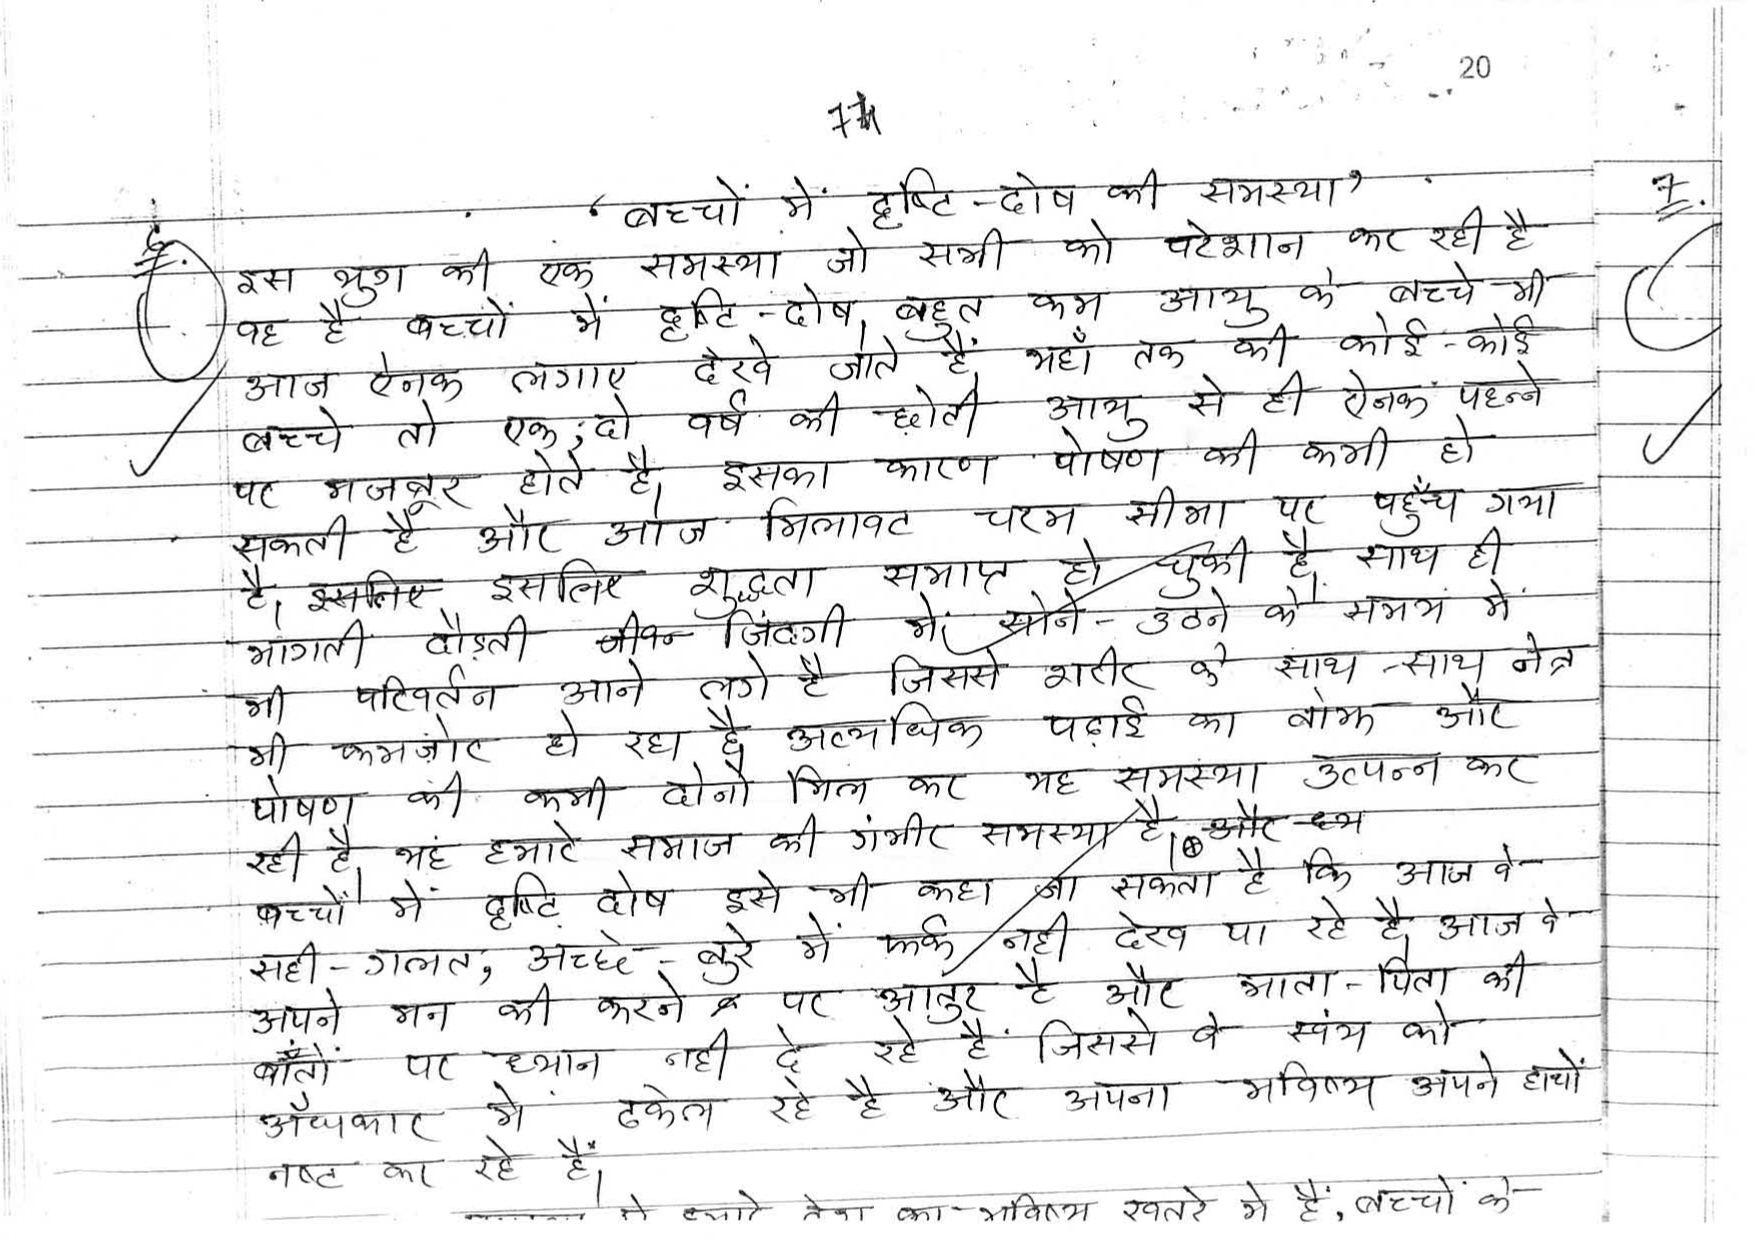 20
74
‘बच्चों में दृष्टि-दोष की समस्या’
7.
इस युग की एक समस्या जो सभी को परेशान कर रही है
वह है बच्चों में दृष्टि-दोष, बहुत कम आयु के बच्चे भी
आज ऐनक लगाए देखे जाते हैं, यहाँ तक की कोई-कोई
बच्चे तो एक, दो वर्ष की छोटी आयु से ही ऐनक पहन्ने
पर मजबूर होते है। इसका कारण पोषण की कमी हो
सकती है और आज मिलावट चरम सीमा पर पहुँच गया
है। इसलिए इसलिए शुद्धता समाप्त हो चुकी है, साथ ही
भागती दौड़ती जीवन जिंदगी में, सोने-उठने के समय में
भी परिवर्तन आने लगे है जिससे शरीर के साथ-साथ नेत्र
भी कमज़ोर हो रहा है, अत्यधिक पढ़ाई का बोझ और
पोषण की कमी दोनो मिल कर यह समस्या उत्पन्न कर
रही है, यह हमारे समाज की गंभीर समस्या है। और
बच्चों में दृष्टि दोष इसे भी कहा जा सकता है कि आज वे
सही-गलत, अच्छे-बुरे में फर्क नही देख पा रहे है, आज वे
अपने मन की करने पर आतुर है और माता-पिता की
बातों पर ध्यान नही दे रहे हैं जिससे वे स्वंय को
अँधकार में ढकेल रहे है और अपना भविष्य अपने हाथों
नष्ट कर रहे हैं।
का भविष्य खतरे मे हैं, बच्चों के